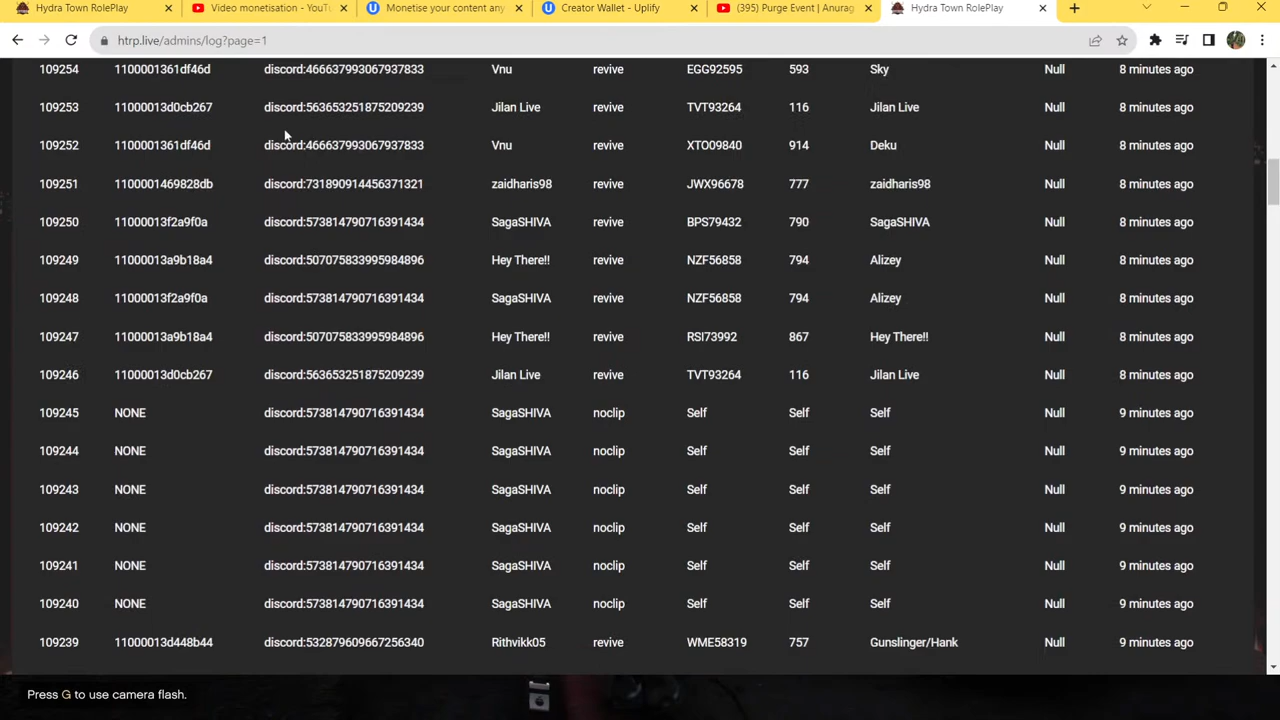 Hydra Town RolePlay Video monetisation - YouTu Monetise your content any Creator Wallet - Uplify (395) Purge Event | Anurag Hydra Town RolePlay
htrp.live/admins/log?page=1
109254 1100001361df46d discord:466637993067937833 Vnu revive EGG92595 593 Sky Null 8 minutes ago
109253 11000013d0cb267 discord:563653251875209239 Jilan Live revive TVT93264 116 Jilan Live Null 8 minutes ago
109252 1100001361df46d discord:466637993067937833 Vnu revive XTO09840 914 Deku Null 8 minutes ago
109251 1100001469828db discord:731890914456371321 zaidharis98 revive JWX96678 777 zaidharis98 Null 8 minutes ago
109250 11000013f2a9f0a discord:573814790716391434 SagaSHIVA revive BPS79432 790 SagaSHIVA Null 8 minutes ago
109249 11000013a9b18a4 discord:507075833995984896 Hey There!! revive NZF56858 794 Alizey Null 8 minutes ago
109248 11000013f2a9f0a discord:573814790716391434 SagaSHIVA revive NZF56858 794 Alizey Null 8 minutes ago
109247 11000013a9b18a4 discord:507075833995984896 Hey There!! revive RSI73992 867 Hey There!! Null 8 minutes ago
109246 11000013d0cb267 discord:563653251875209239 Jilan Live revive TVT93264 116 Jilan Live Null 8 minutes ago
109245 NONE discord:573814790716391434 SagaSHIVA noclip Self Self Self Null 9 minutes ago
109244 NONE discord:573814790716391434 SagaSHIVA noclip Self Self Self Null 9 minutes ago
109243 NONE discord:573814790716391434 SagaSHIVA noclip Self Self Self Null 9 minutes ago
109242 NONE discord:573814790716391434 SagaSHIVA noclip Self Self Self Null 9 minutes ago
109241 NONE discord:573814790716391434 SagaSHIVA noclip Self Self Self Null 9 minutes ago
109240 NONE discord:573814790716391434 SagaSHIVA noclip Self Self Self Null 9 minutes ago
109239 11000013d448b44 discord:532879609667256340 Rithvikk05 revive WME58319 757 Gunslinger/Hank Null 9 minutes ago
Press G to use camera flash.